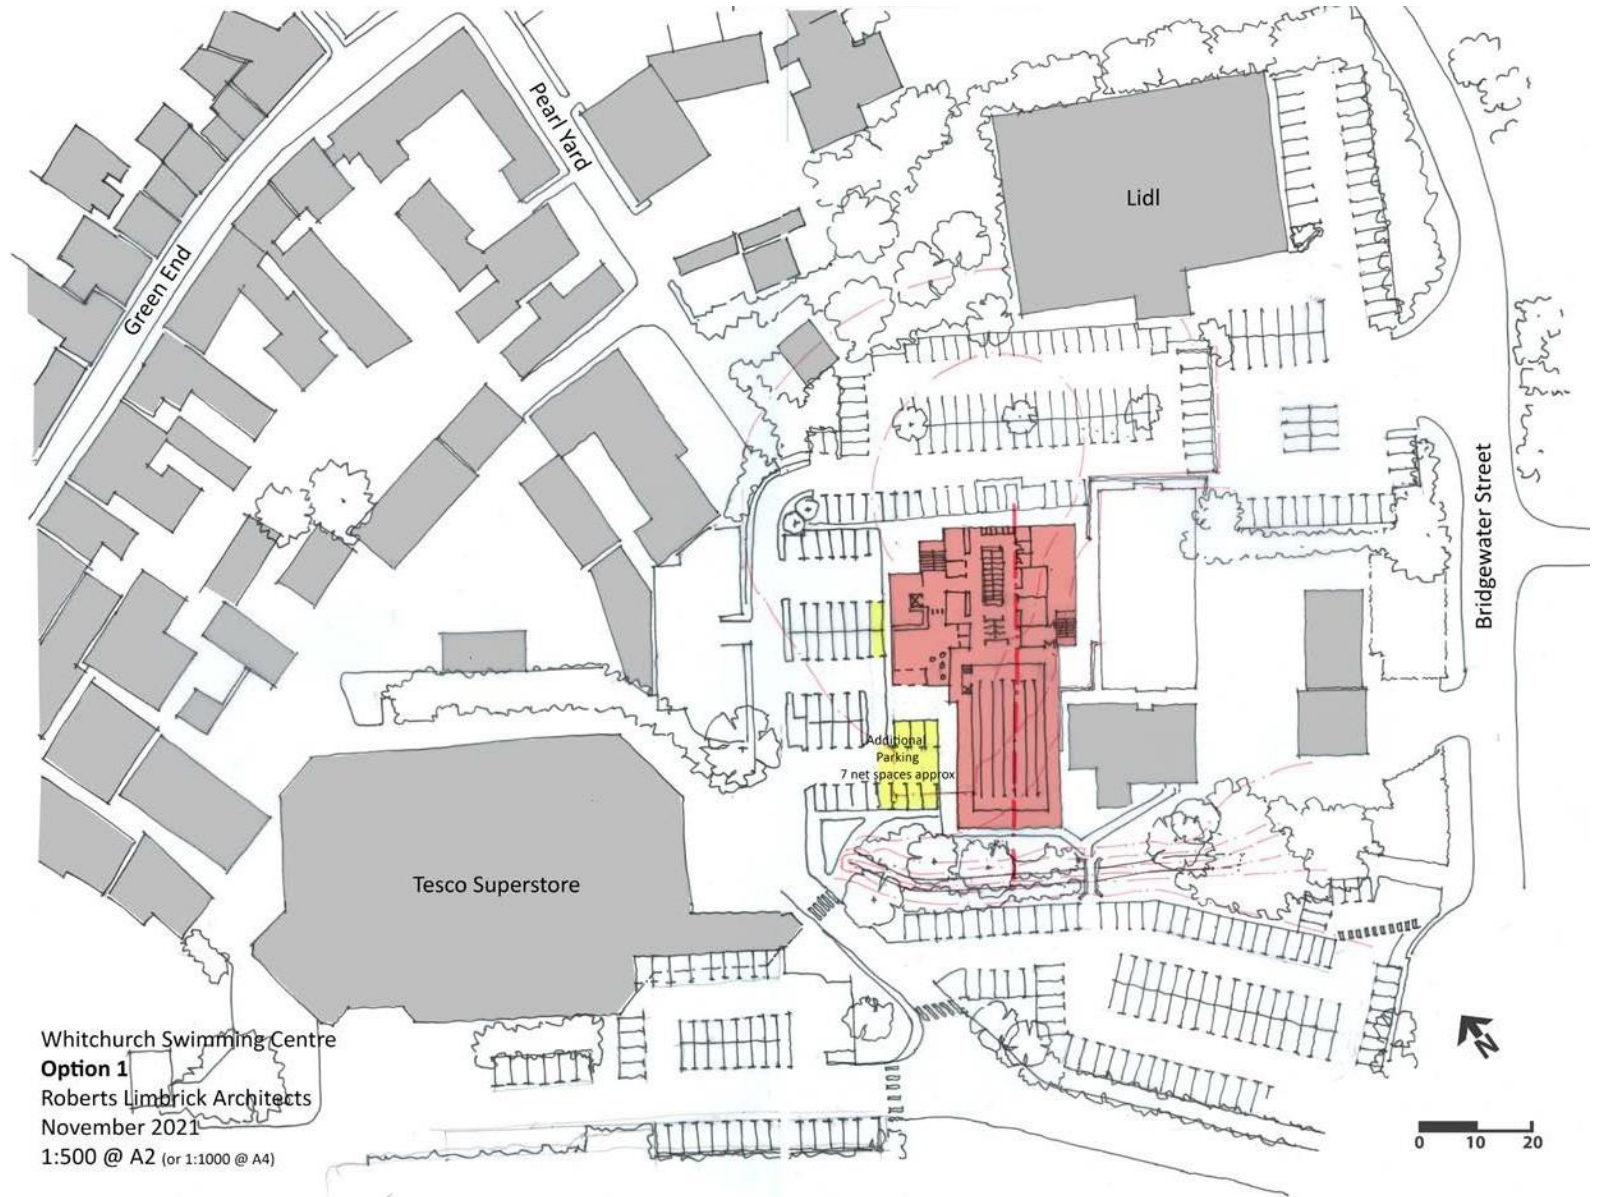 Pearl Yard
Lidl
Green End
Bridgewater Street
Additional
Parking
7 net spaces approx
Tesco Superstore
Whitchurch Swimming Centre
Option 1
Roberts Limbrick Architects
November 2021
1:500 @ A2 (or 1:1000 @ A4)
N
0 10 20